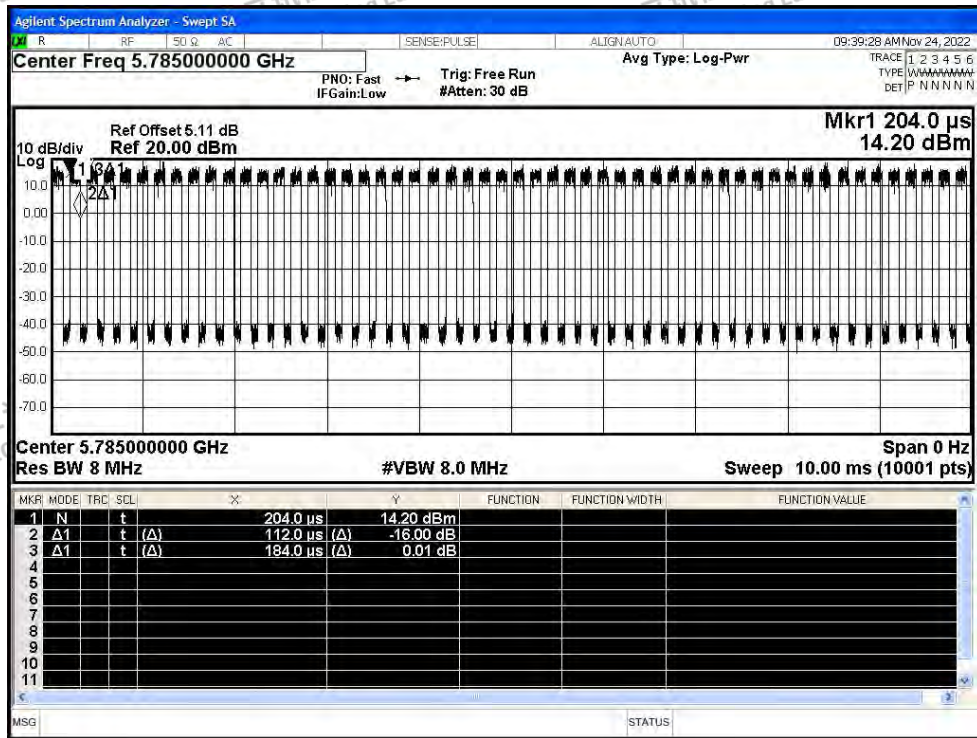 Agilent Spectrum Analyzer - Swept SA
LXI R RF 50 Ω AC SENSE:PULSE ALIGNAUTO 09:39:28 AM Nov 24, 2022
Center Freq 5.785000000 GHz
Avg Type: Log-Pwr
TRACE 1 2 3 4 5 6
TYPE WWWWWW
DET P N N N N N
PNO: Fast Trig: Free Run
IFGain:Low #Atten: 30 dB
Mkr1 204.0 µs
14.20 dBm
Ref Offset 5.11 dB
10 dB/div Ref 20.00 dBm
Log
1 3Δ1
2Δ1
10.0
0.00
-10.0
-20.0
-30.0
-40.0
-50.0
-60.0
-70.0
Center 5.785000000 GHz Span 0 Hz
Res BW 8 MHz #VBW 8.0 MHz Sweep 10.00 ms (10001 pts)
MKR MODE TRC SCL X Y FUNCTION FUNCTION WIDTH FUNCTION VALUE
1 N t 204.0 µs 14.20 dBm
2 Δ1 t (Δ) 112.0 µs (Δ) -16.00 dB
3 Δ1 t (Δ) 184.0 µs (Δ) 0.01 dB
4
5
6
7
8
9
10
11
MSG STATUS